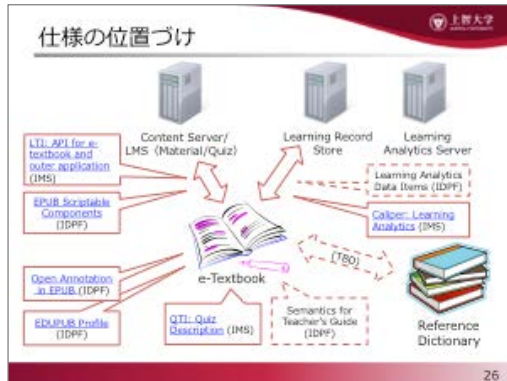 上智大学
仕様の位置づけ
Content Server/
LMS (Material/Quiz)
Learning Record
Store
Learning
Analytics Server
LTI: API for e-
textbook and
outer application
(IMS)
EPUB Scriptable
Components
(IDPF)
Learning Analytics
Data Items (IDPF)
Caliper: Learning
Analytics (IMS)
(TBD)
Open Annotation
in EPUB (IDPF)
e-Textbook
EDUPUB Profile
(IDPF)
QTI: Quiz
Description (IMS)
Semantics for
Teacher's Guide
(IDPF)
Reference
Dictionary
26